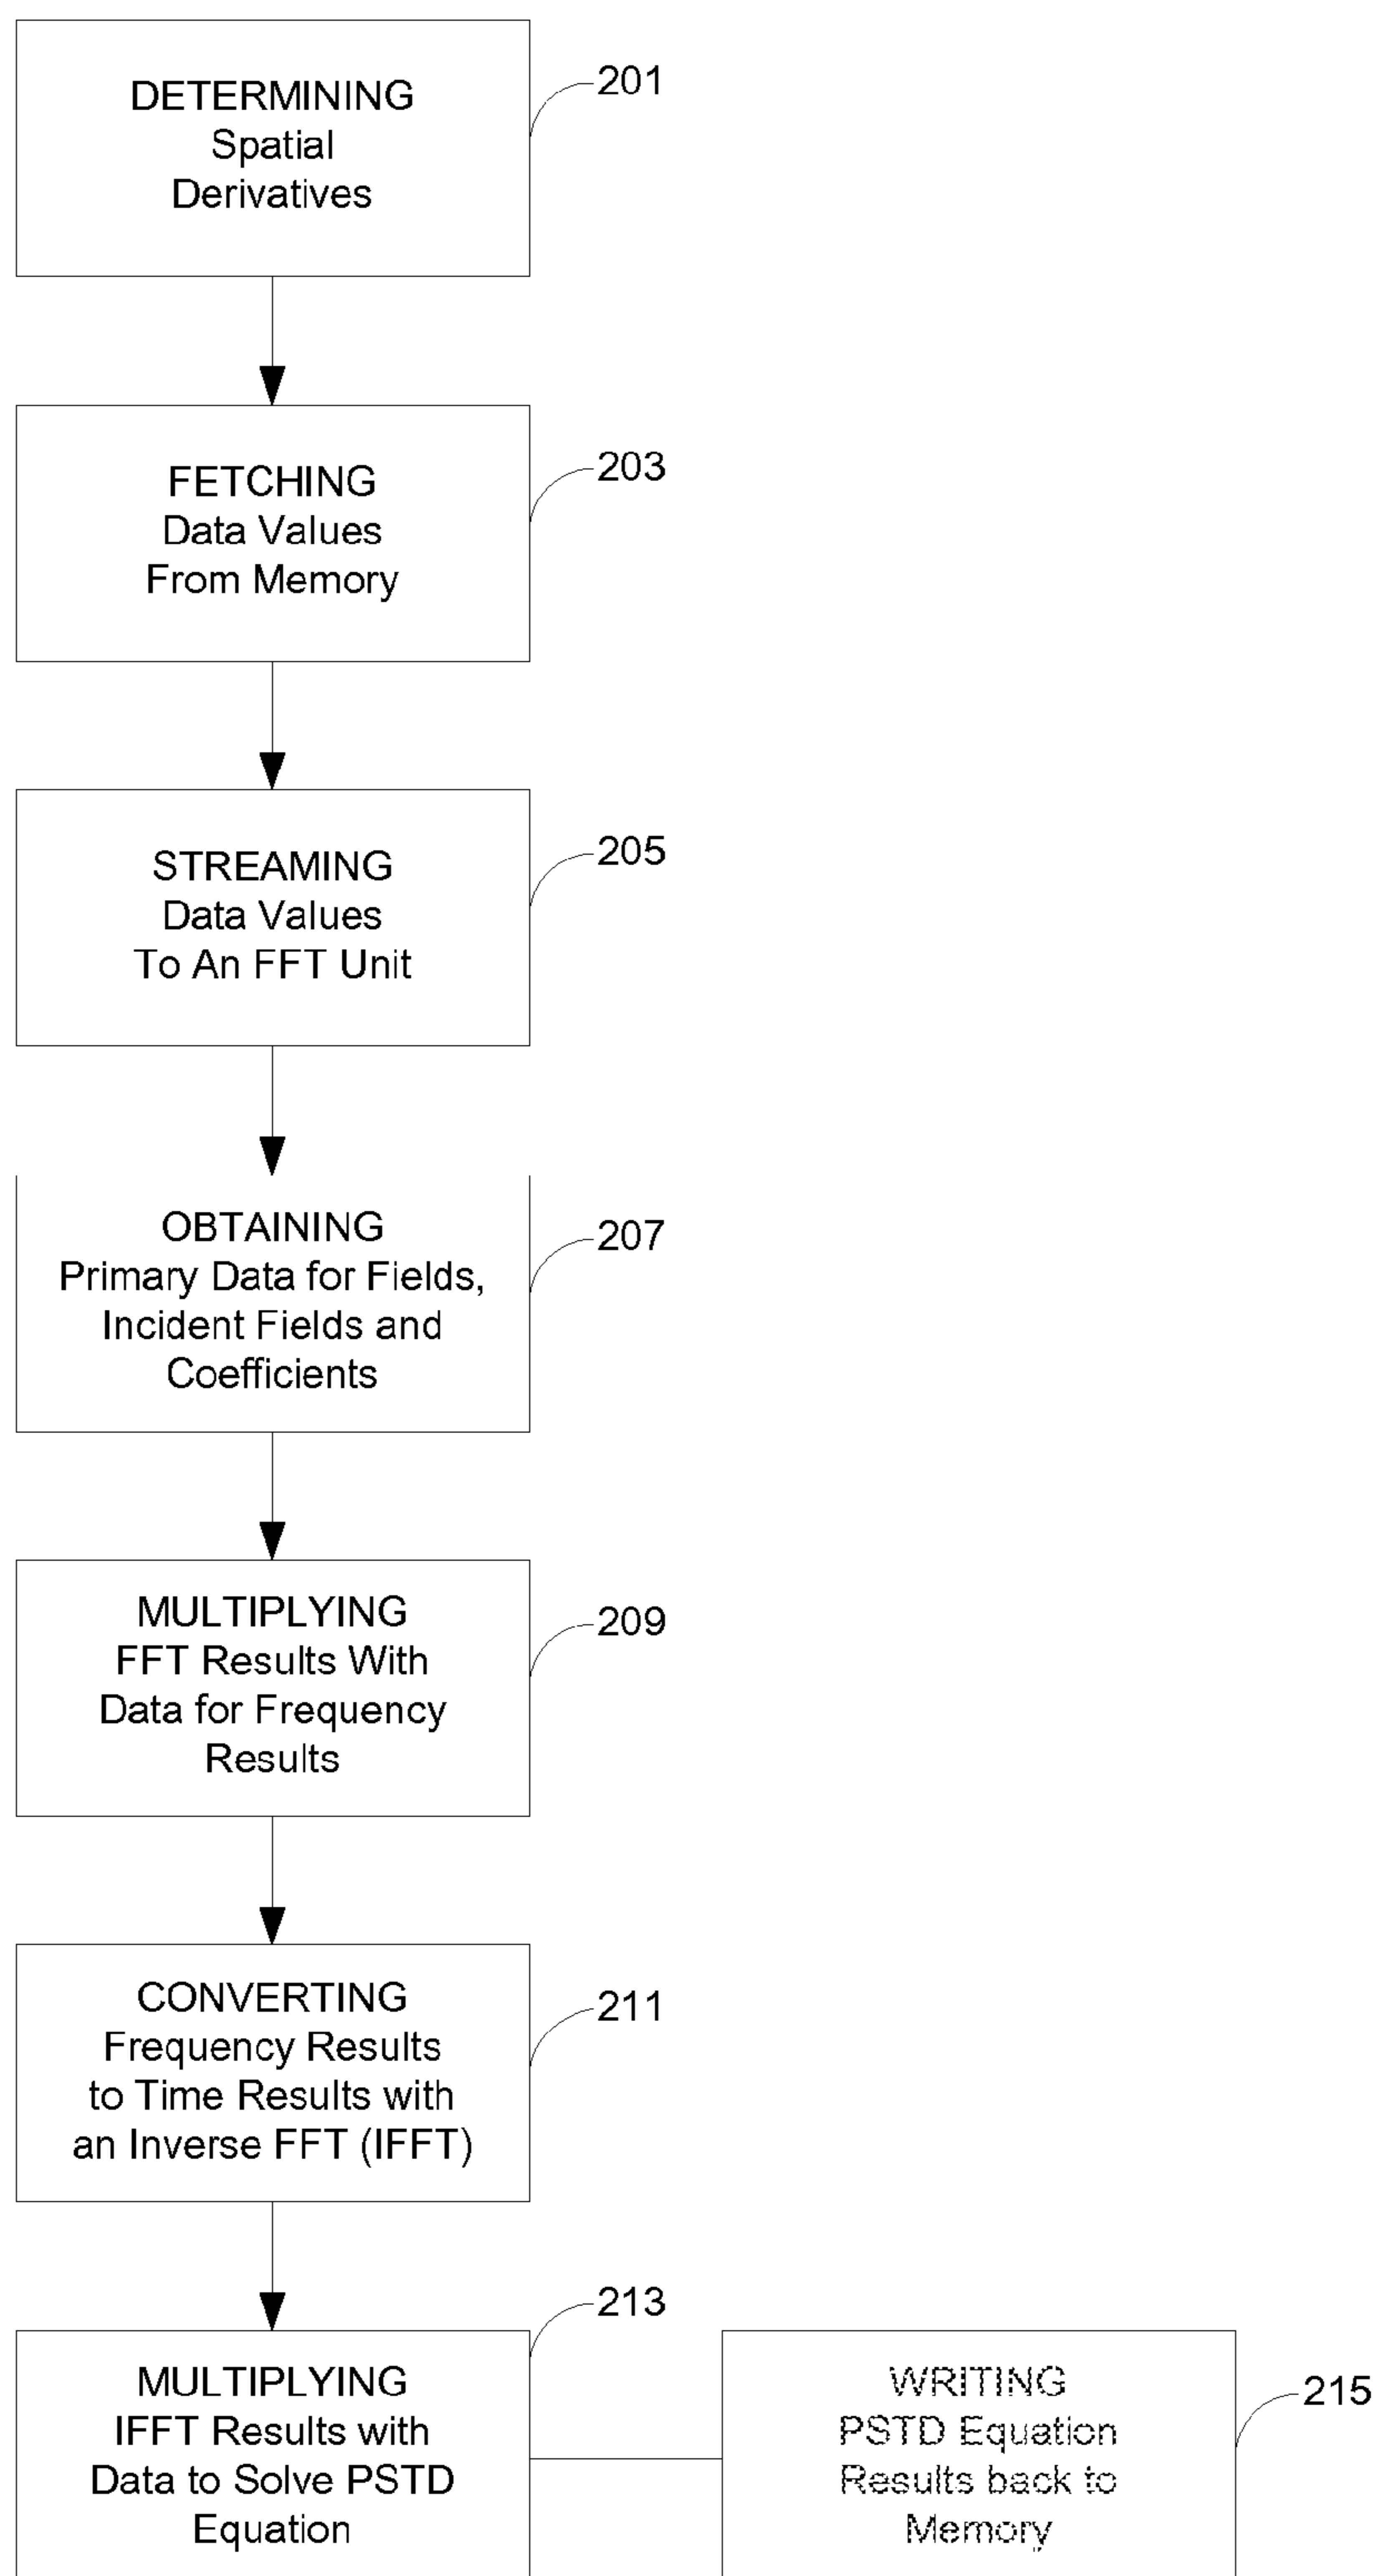 DETERMINING
Spatial
Derivatives
201
FETCHING
Data Values
From Memory
203
STREAMING
Data Values
To An FFT Unit
205
OBTAINING
Primary Data for Fields,
Incident Fields and
Coefficients
207
MULTIPLYING
FFT Results With
Data for Frequency
Results
209
CONVERTING
Frequency Results
to Time Results with
an Inverse FFT (IFFT)
211
MULTIPLYING
IFFT Results with
Data to Solve PSTD
Equation
213
WRITING
PSTD Equation
Results back to
Memory
215